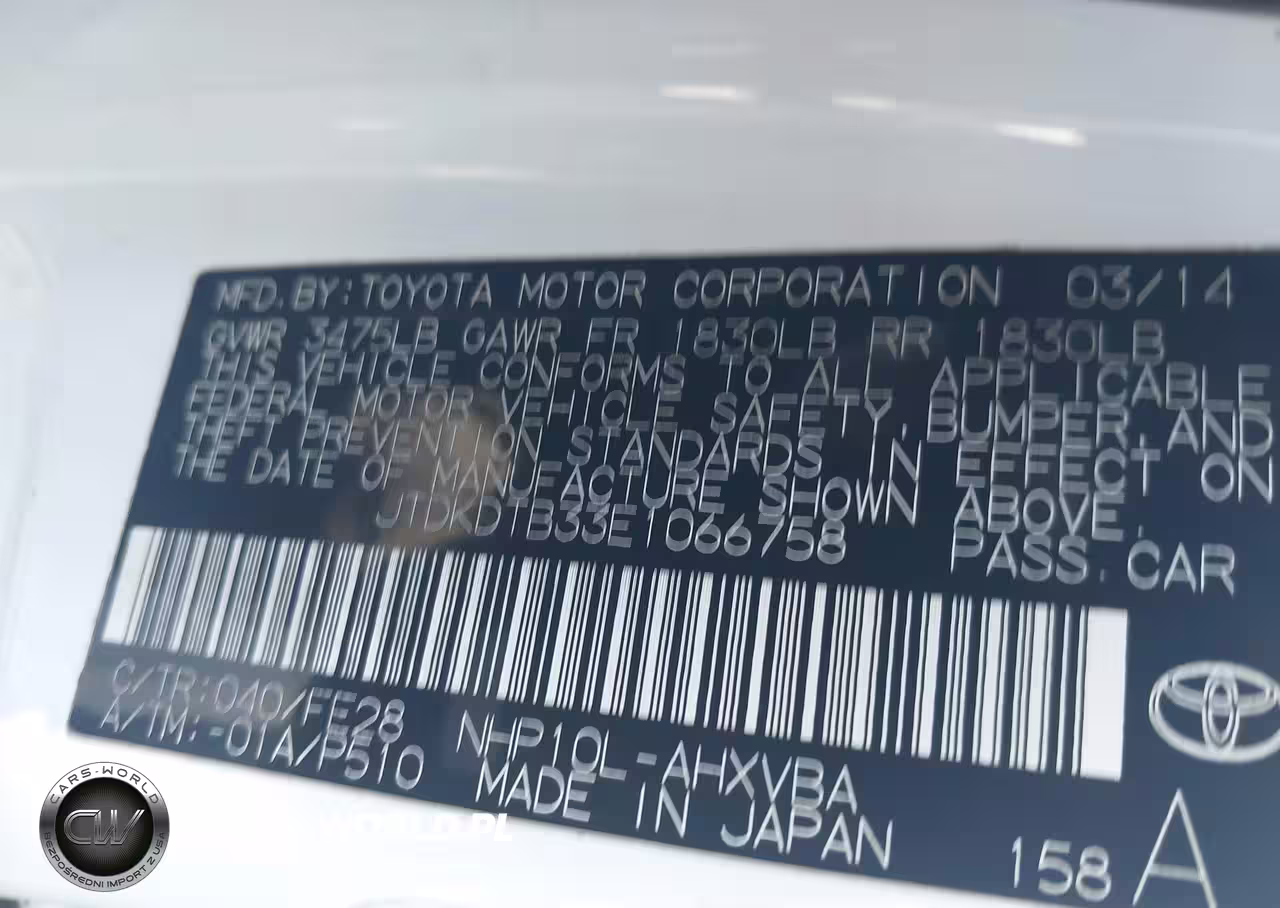 MFD. BY: TOYOTA MOTOR CORPORATION 03/14
GVWR 3475LB GAWR FR 1830LB RR 1830LB
THIS VEHICLE CONFORMS TO ALL APPLICABLE
FEDERAL MOTOR VEHICLE SAFETY, BUMPER, AND
THEFT PREVENTION STANDARDS IN EFFECT ON
THE DATE OF MANUFACTURE SHOWN ABOVE.
JTDKDTB33E1066758 PASS. CAR
C/TR:040/FE28 NHP10L-AHXVBA
A/TM:-01A/P510 MADE IN JAPAN 158 A
CARS-WORLD
CW
BEZPOŚREDNI IMPORT Z USA
WORLD.PL